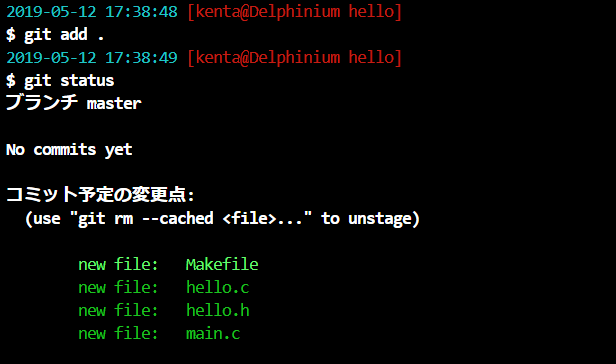 2019-05-12 17:38:48 [kenta@Delphinium hello]
$ git add .
2019-05-12 17:38:49 [kenta@Delphinium hello]
$ git status
ブランチ master
No commits yet
コミット予定の変更点:
(use "git rm --cached <file>..." to unstage)
new file: Makefile
new file: hello.c
new file: hello.h
new file: main.c